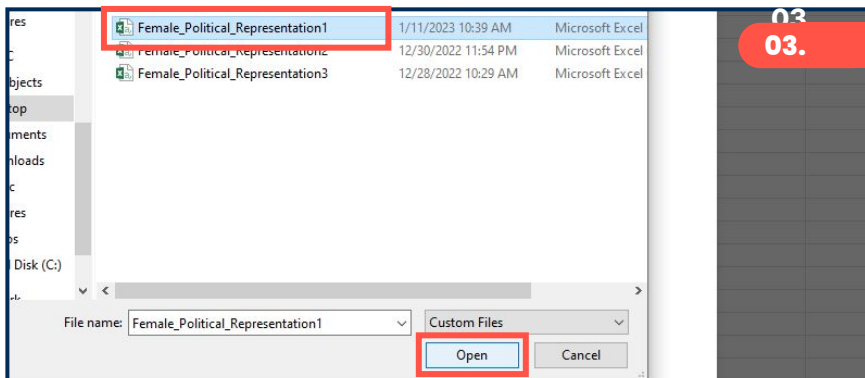 res
Female_Political_Representation1 1/11/2023 10:39 AM Microsoft Excel
03
03.
Female_Political_Representation2 12/30/2022 11:54 PM Microsoft Excel
bjects
Female_Political_Representation3 12/28/2022 10:29 AM Microsoft Excel
top
ments
nloads
c
res
os
Disk (C:)
File name: Female_Political_Representation1 Custom Files
Open Cancel